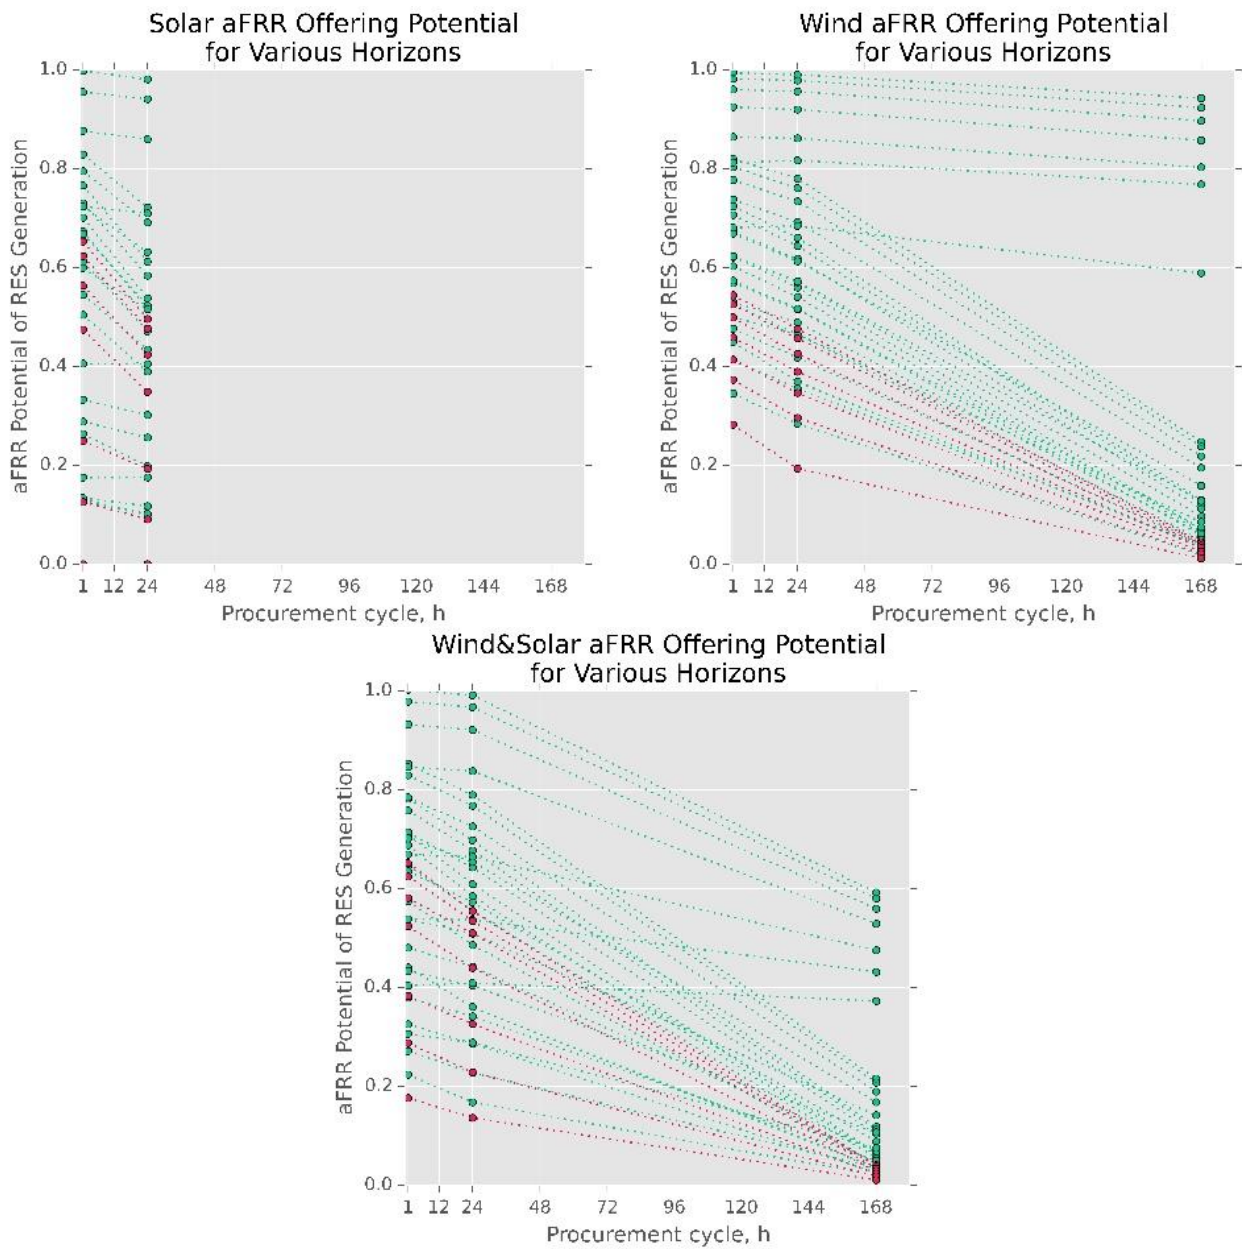 Solar aFRR Offering Potential
for Various Horizons
1.0
0.8
0.6
0.4
0.2
0.0
aFRR Potential of RES Generation
1 12 24 48 72 96 120 144 168
Procurement cycle, h
Wind aFRR Offering Potential
for Various Horizons
1.0
0.8
0.6
0.4
0.2
0.0
aFRR Potential of RES Generation
1 12 24 48 72 96 120 144 168
Procurement cycle, h
Wind&Solar aFRR Offering Potential
for Various Horizons
1.0
0.8
0.6
0.4
0.2
0.0
aFRR Potential of RES Generation
1 12 24 48 72 96 120 144 168
Procurement cycle, h